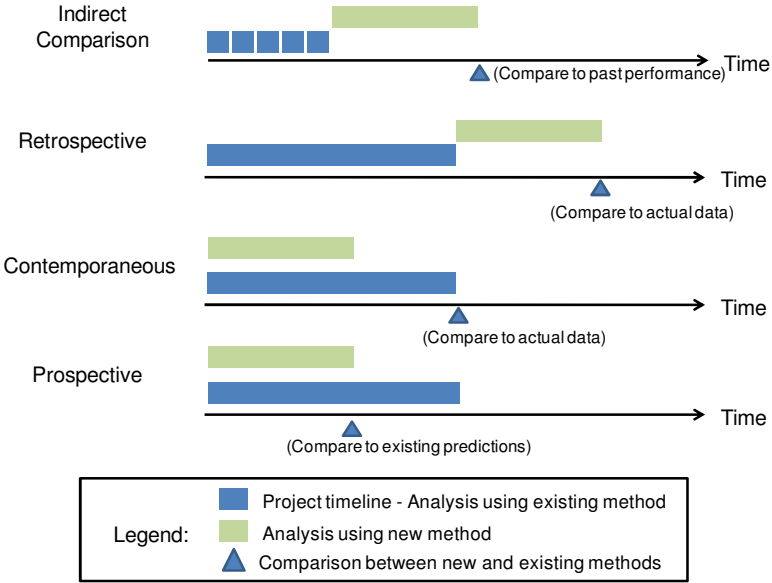 Indirect
Comparison
Time
(Compare to past performance)
Retrospective
Time
(Compare to actual data)
Contemporaneous
Time
(Compare to actual data)
Prospective
Time
(Compare to existing predictions)
Project timeline - Analysis using existing method
Legend:
Analysis using new method
Comparison between new and existing methods